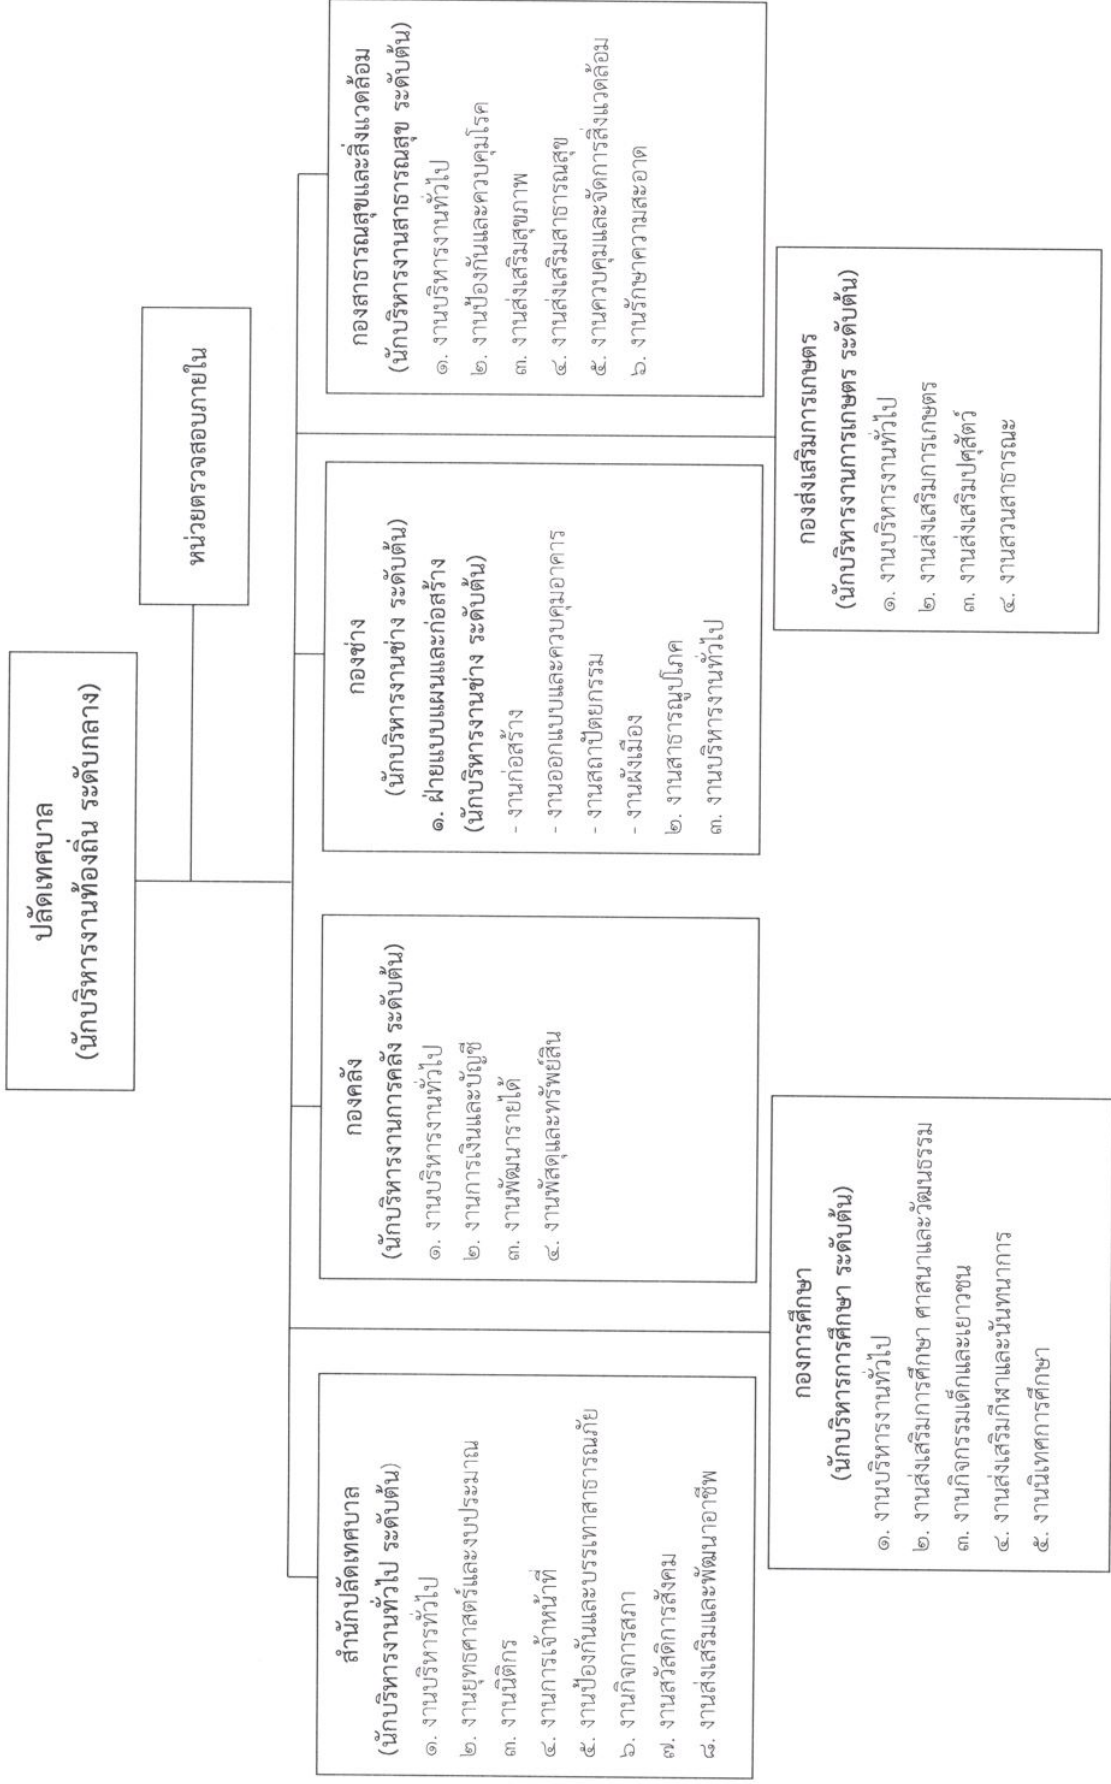 ปลัดเทศบาล
(นักบริหารงานท้องถิ่น ระดับกลาง)
หน่วยตรวจสอบภายใน
สำนักปลัดเทศบาล
(นักบริหารงานทั่วไป ระดับต้น)
๑. งานบริหารทั่วไป
๒. งานยุทธศาสตร์และงบประมาณ
๓. งานนิติกร
๔. งานการเจ้าหน้าที่
๕. งานป้องกันและบรรเทาสาธารณภัย
๖. งานกิจการสภา
๗. งานสวัสดิการสังคม
๘. งานส่งเสริมและพัฒนาอาชีพ
กองคลัง
(นักบริหารงานการคลัง ระดับต้น)
๑. งานบริหารงานทั่วไป
๒. งานการเงินและบัญชี
๓. งานพัฒนารายได้
๔. งานพัสดุและทรัพย์สิน
กองช่าง
(นักบริหารงานช่าง ระดับต้น)
๑. ฝ่ายแบบแผนและก่อสร้าง
(นักบริหารงานช่าง ระดับต้น)
- งานก่อสร้าง
- งานออกแบบและควบคุมอาคาร
- งานสถาปัตยกรรม
- งานผังเมือง
๒. งานสาธารณูปโภค
๓. งานบริหารงานทั่วไป
กองสาธารณสุขและสิ่งแวดล้อม
(นักบริหารงานสาธารณสุข ระดับต้น)
๑. งานบริหารงานทั่วไป
๒. งานป้องกันและควบคุมโรค
๓. งานส่งเสริมสุขภาพ
๔. งานส่งเสริมสาธารณสุข
๕. งานควบคุมและจัดการสิ่งแวดล้อม
๖. งานรักษาความสะอาด
กองการศึกษา
(นักบริหารการศึกษา ระดับต้น)
๑. งานบริหารงานทั่วไป
๒. งานส่งเสริมการศึกษา ศาสนาและวัฒนธรรม
๓. งานกิจกรรมเด็กและเยาวชน
๔. งานส่งเสริมกีฬาและนันทนาการ
๕. งานนิเทศการศึกษา
กองส่งเสริมการเกษตร
(นักบริหารงานการเกษตร ระดับต้น)
๑. งานบริหารงานทั่วไป
๒. งานส่งเสริมการเกษตร
๓. งานส่งเสริมปศุสัตว์
๔. งานสวนสาธารณะ